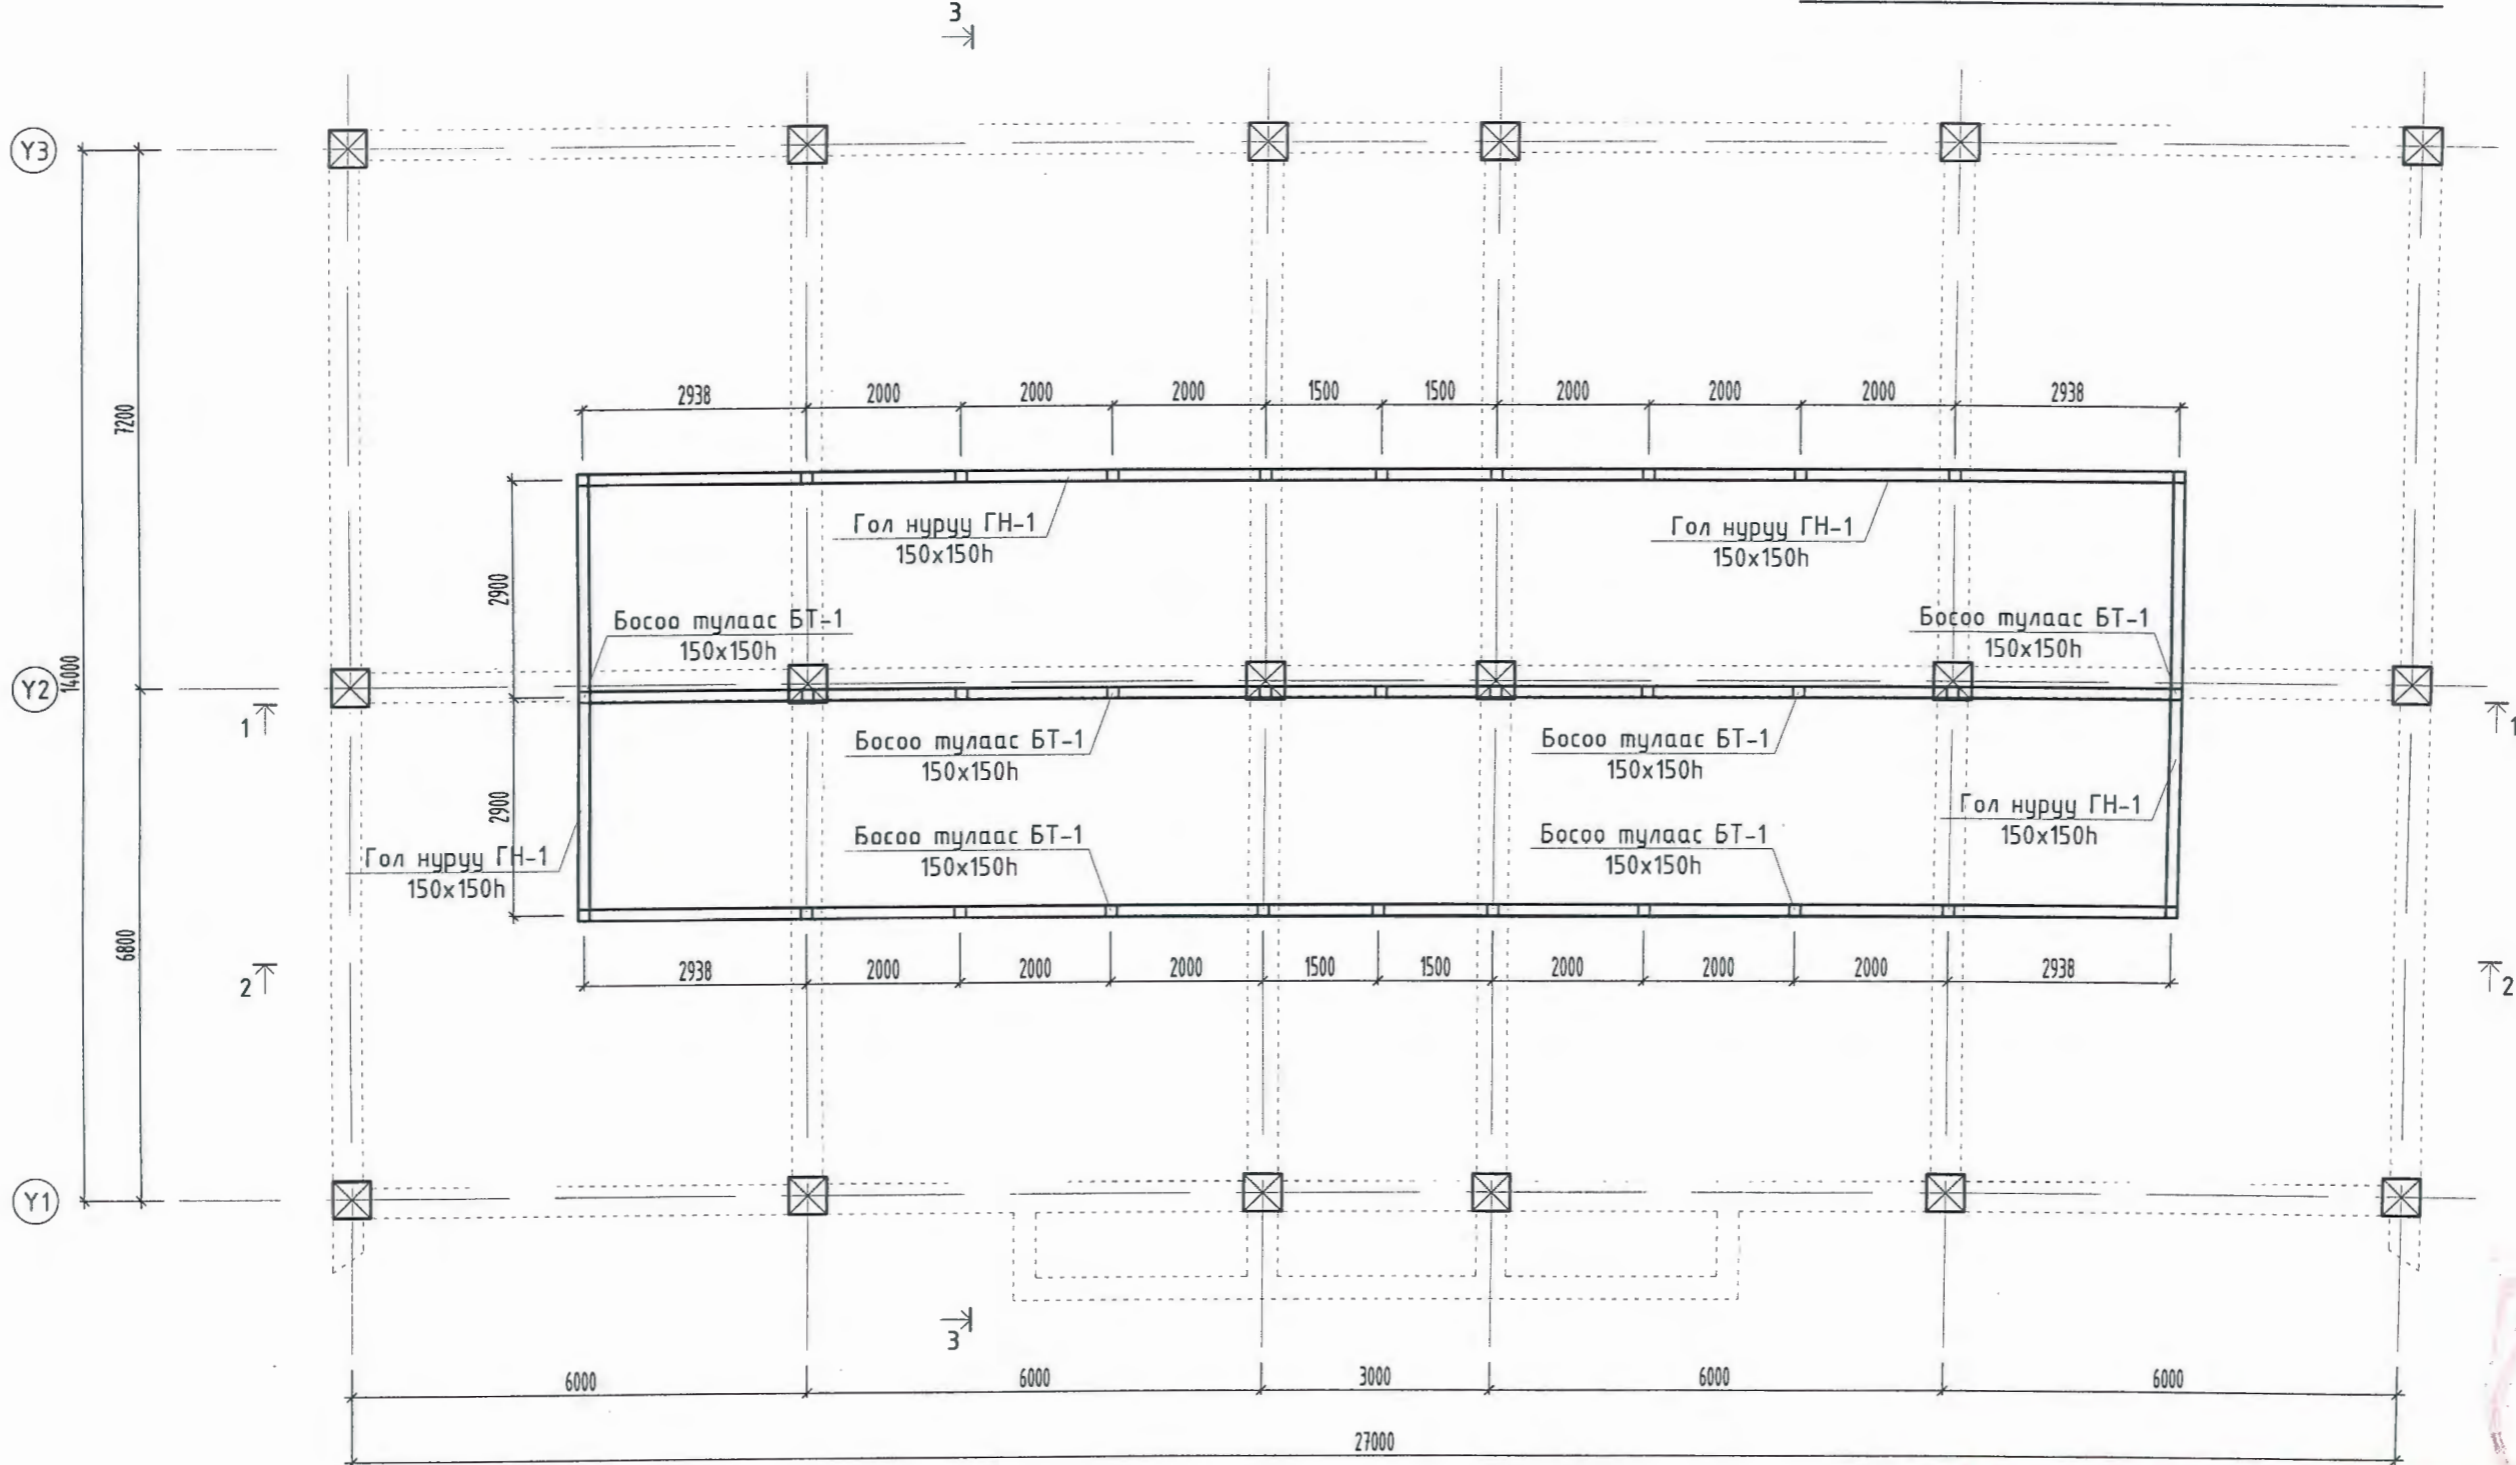 3
Y3
7200
2938 2000 2000 2000 1500 1500 2000 2000 2000 2938
Гол нуруу ГН-1
150x150h
Гол нуруу ГН-1
150x150h
2900
Босоо тулаас БТ-1
150x150h
Босоо тулаас БТ-1
150x150h
Y2
14000
1
1
Босоо тулаас БТ-1
150x150h
Босоо тулаас БТ-1
150x150h
2900
Гол нуруу ГН-1
150x150h
Босоо тулаас БТ-1
150x150h
Босоо тулаас БТ-1
150x150h
Гол нуруу ГН-1
150x150h
6800
2938 2000 2000 2000 1500 1500 2000 2000 2000 2938
2
2
Y1
3
6000 6000 3000 6000 6000
27000